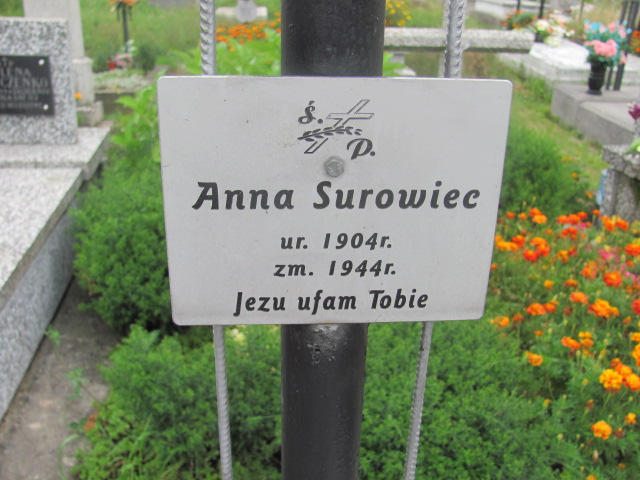 Ś. P.
Anna Surowiec
ur. 1904r.
zm. 1944r.
Jezu ufam Tobie